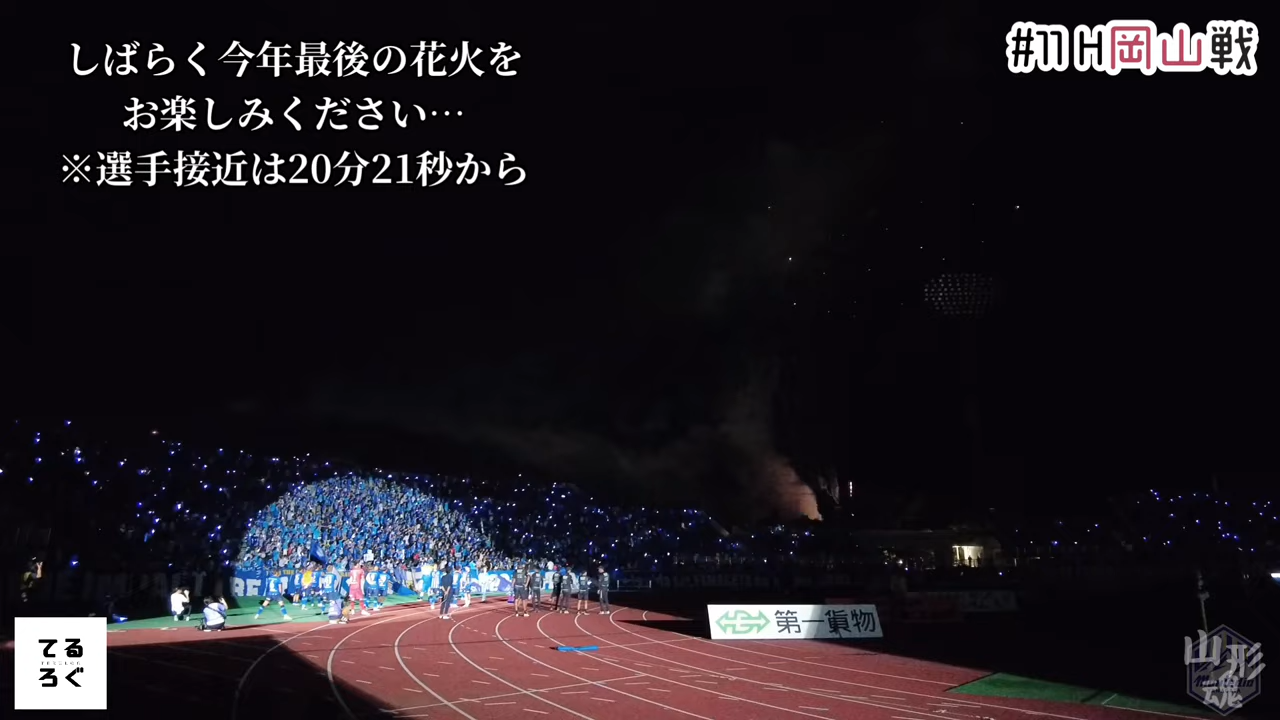 しばらく今年最後の花火を
お楽しみください…
※選手接近は20分21秒から
#11H岡山戦
第一貨物
てる
ろぐ
山形
魂